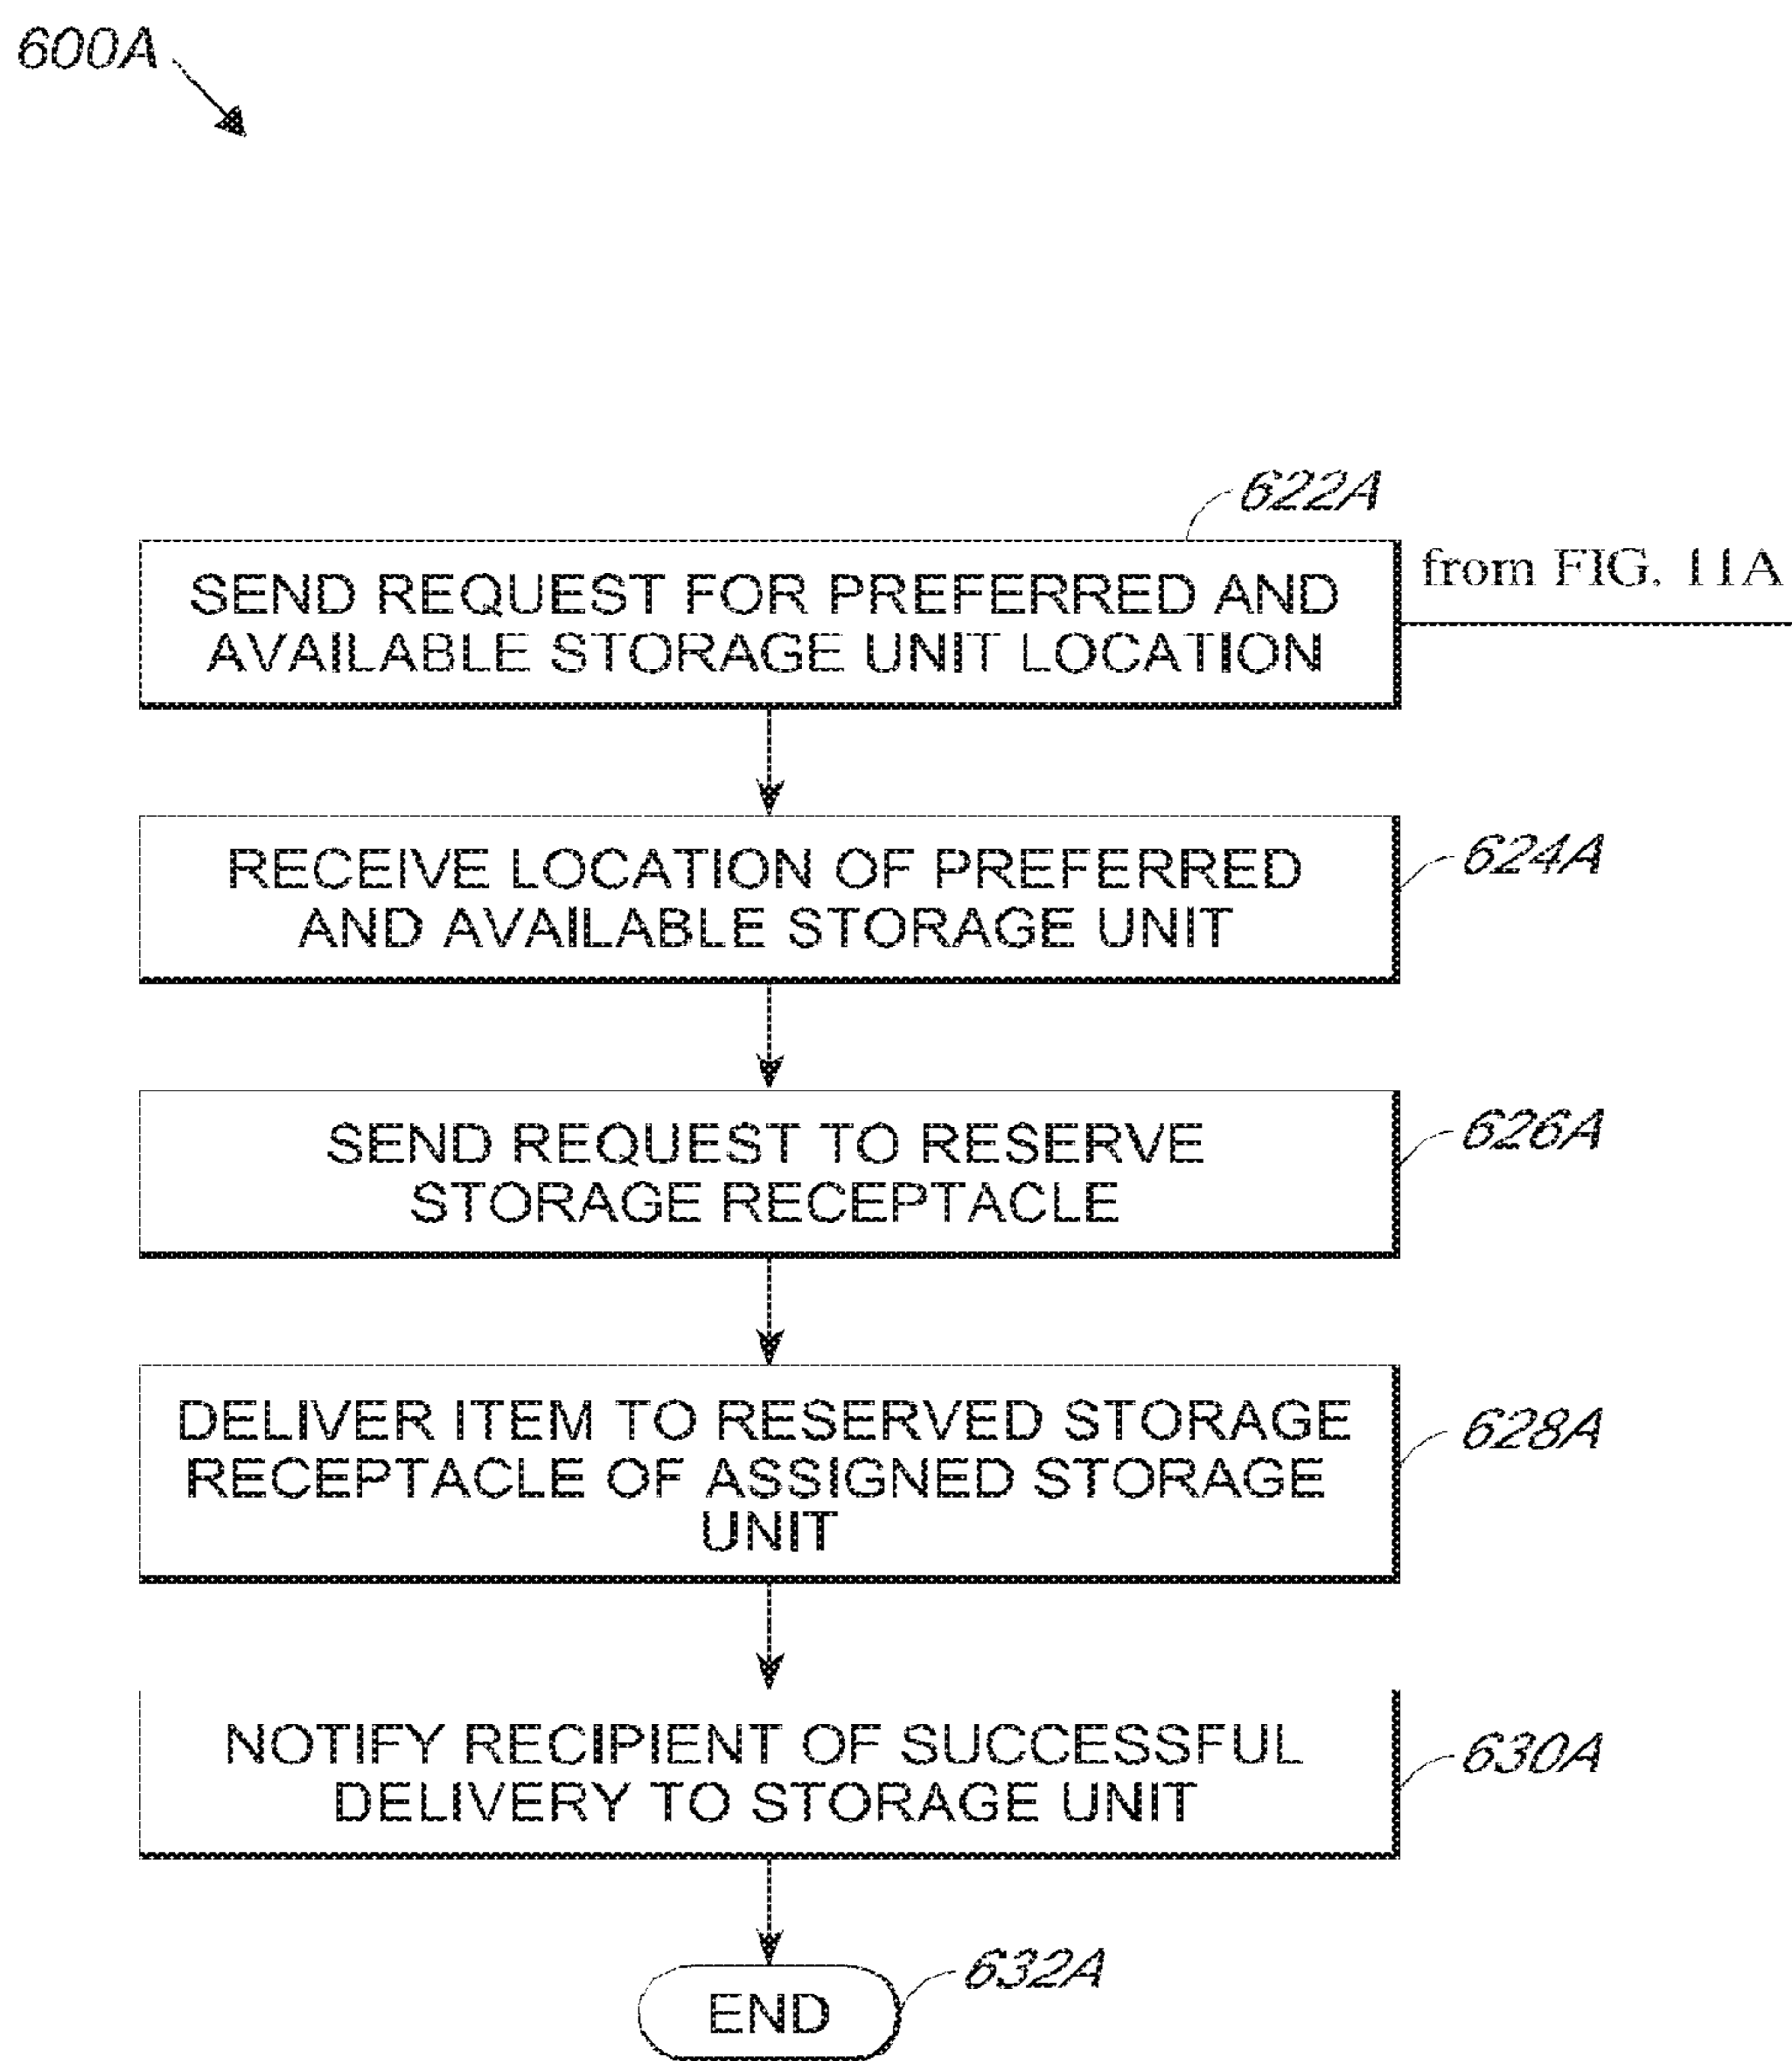 600A
622A
from FIG. 11A
SEND REQUEST FOR PREFERRED AND
AVAILABLE STORAGE UNIT LOCATION
624A
RECEIVE LOCATION OF PREFERRED
AND AVAILABLE STORAGE UNIT
626A
SEND REQUEST TO RESERVE
STORAGE RECEPTACLE
628A
DELIVER ITEM TO RESERVED STORAGE
RECEPTACLE OF ASSIGNED STORAGE
UNIT
630A
NOTIFY RECIPIENT OF SUCCESSFUL
DELIVERY TO STORAGE UNIT
632A
END